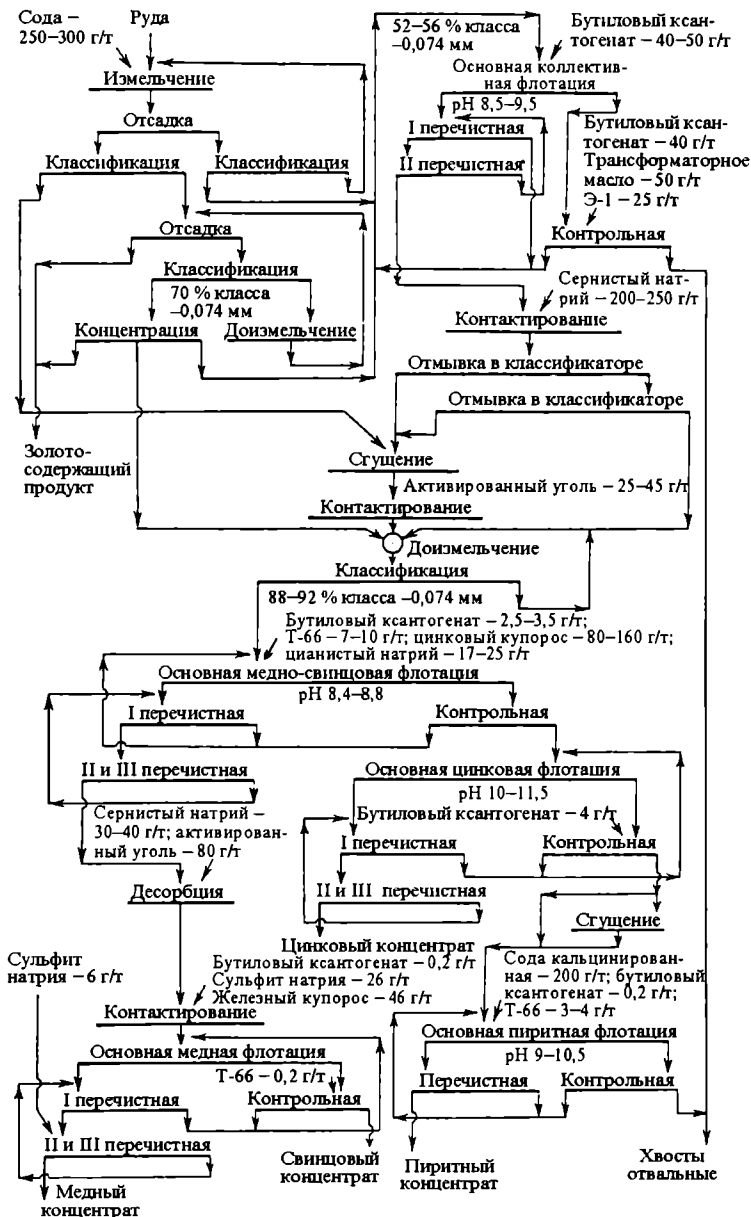 Сода –
250–300 г/т
Руда
Измельчение
Отсадка
Классификация
Классификация
Отсадка
Классификация
70 % класса
–0,074 мм
Концентрация
Доизмельчение
Золото-
содержащий
продукт
52–56 % класса
–0,074 мм
Бутиловый ксан-
тогенат – 40–50 г/т
Основная коллектив-
ная флотация
pH 8,5–9,5
I перечистная
II перечистная
Бутиловый ксан-
тогенат – 40 г/т
Трансформаторное
масло – 50 г/т
Э-1 – 25 г/т
Контрольная
Сернистый нат-
рий – 200–250 г/т
Контактирование
Отмывка в классификаторе
Отмывка в классификаторе
Сгущение
Активированный уголь – 25–45 г/т
Контактирование
Доизмельчение
Классификация
88–92 % класса –0,074 мм
Бутиловый ксантогенат – 2,5–3,5 г/т;
Т-66 – 7–10 г/т; цинковый купорос – 80–160 г/т;
цианистый натрий – 17–25 г/т
Основная медно-свинцовая флотация
pH 8,4–8,8
I перечистная
Контрольная
II и III перечистная
Сернистый натрий –
30–40 г/т; активирован-
ный уголь – 80 г/т
Десорбция
Основная цинковая флотация
pH 10–11,5
Бутиловый ксантогенат – 4 г/т
I перечистная
Контрольная
II и III перечистная
Цинковый концентрат
Сгущение
Сода кальцинирован-
ная – 200 г/т; бутиловый
ксантогенат – 0,2 г/т;
Т-66 – 3–4 г/т
Основная пиритная флотация
pH 9–10,5
Перечистная
Контрольная
Пиритный
концентрат
Хвосты
отвальные
Сульфит
натрия – 6 г/т
Бутиловый ксантогенат – 0,2 г/т
Сульфит натрия – 26 г/т
Железный купорос – 46 г/т
Контактирование
Основная медная флотация
Т-66 – 0,2 г/т
I перечистная
Контрольная
II и III перечистная
Свинцовый
концентрат
Медный
концентрат